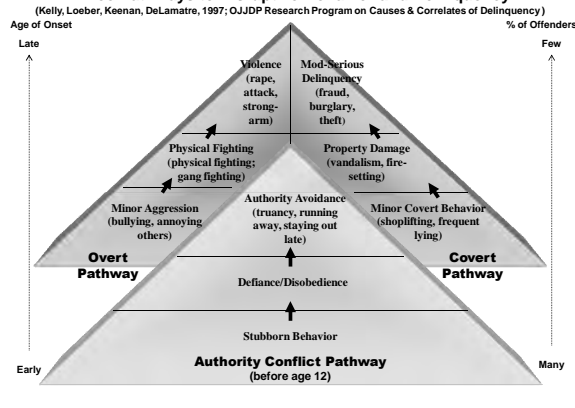 (Kelly, Loeber, Keenan, DeLamatre, 1997; OJJDP Research Program on Causes & Correlates of Delinquency)
Age of Onset
% of Offenders
Late
Few
Violence
(rape,
attack,
strong-
arm)
Mod-Serious
Delinquency
(fraud,
burglary,
theft)
Physical Fighting
(physical fighting;
gang fighting)
Property Damage
(vandalism, fire-
setting)
Minor Aggression
(bullying, annoying
others)
Authority Avoidance
(truancy, running
away, staying out
late)
Minor Covert Behavior
(shoplifting, frequent
lying)
Overt
Pathway
Covert
Pathway
Defiance/Disobedience
Stubborn Behavior
Early
Many
Authority Conflict Pathway
(before age 12)